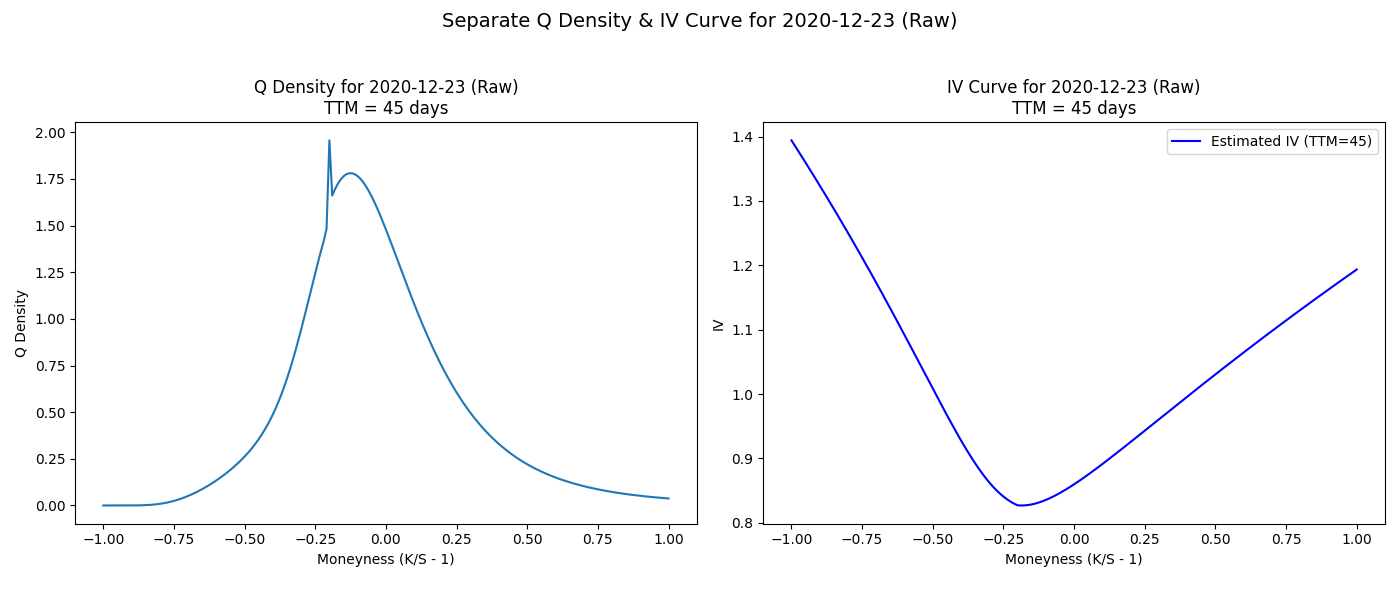 Separate Q Density & IV Curve for 2020-12-23 (Raw)
Q Density for 2020-12-23 (Raw)
TTM = 45 days
2.00
1.75
1.50
1.25
1.00
0.75
0.50
0.25
0.00
Q Density
−1.00 −0.75 −0.50 −0.25 0.00 0.25 0.50 0.75 1.00
Moneyness (K/S - 1)
IV Curve for 2020-12-23 (Raw)
TTM = 45 days
Estimated IV (TTM=45)
1.4
1.3
1.2
1.1
1.0
0.9
0.8
IV
−1.00 −0.75 −0.50 −0.25 0.00 0.25 0.50 0.75 1.00
Moneyness (K/S - 1)